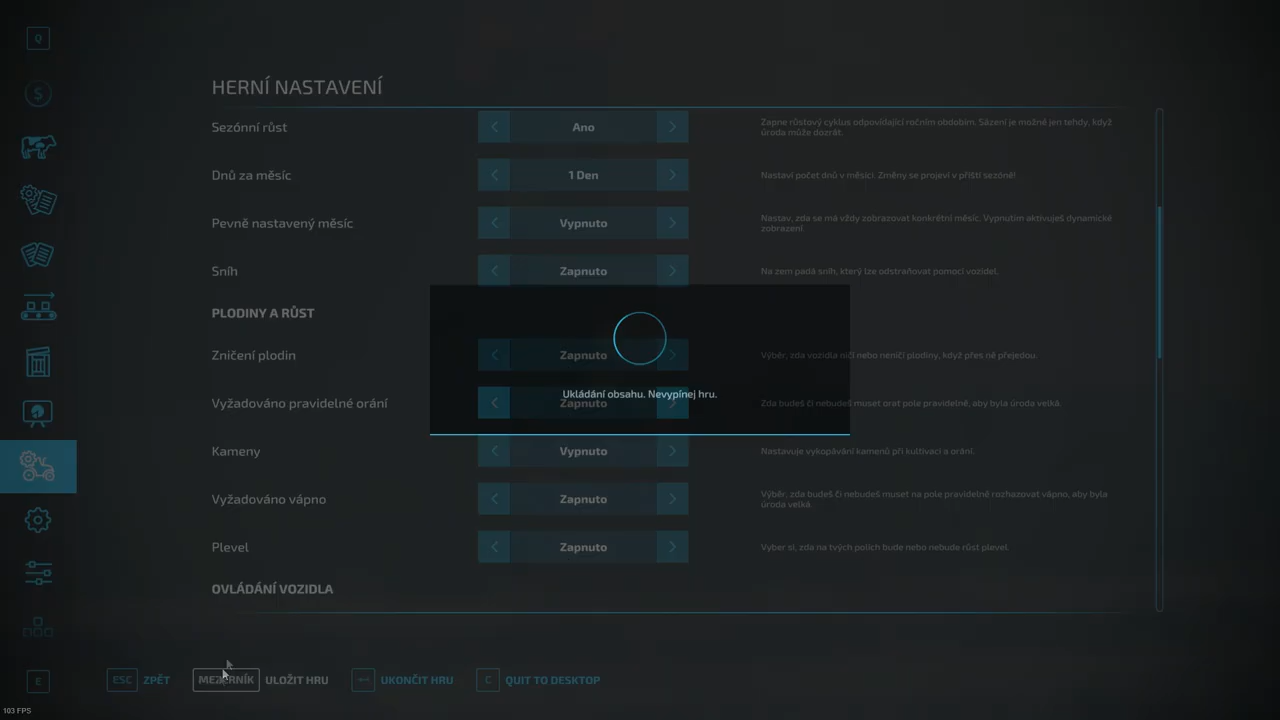 Q
HERNÍ NASTAVENÍ
Sezónní růst
Ano
Zapne růstový cyklus odpovídající ročním obdobím. Sázení je možné jen tehdy, když
úroda může dozrát.
Dnů za měsíc
1 Den
Nastaví počet dnů v měsíci. Změny se projeví v příští sezóně!
Pevně nastavený měsíc
Vypnuto
Nastav, zda se má vždy zobrazovat konkrétní měsíc. Vypnutím aktivuješ dynamické
zobrazení.
Sníh
Zapnuto
Na zem padá sníh, který lze odstraňovat pomocí vozidel.
PLODINY A RŮST
Zničení plodin
Zapnuto
Výběr, zda vozidla ničí nebo neničí plodiny, když přes ně přejedou.
Ukládání obsahu. Nevypínej hru.
Vyžadováno pravidelné orání
Zapnuto
Zda budeš či nebudeš muset orat pole pravidelně, aby byla úroda velká.
Kameny
Vypnuto
Nastavuje vykopávání kamenů při kultivaci a orání.
Vyžadováno vápno
Zapnuto
Výběr, zda budeš či nebudeš muset na pole pravidelně rozhazovat vápno, aby byla
úroda velká.
Plevel
Zapnuto
Vyber si, zda na tvých polích bude nebo nebude růst plevel.
OVLÁDÁNÍ VOZIDLA
E
ESC ZPĚT MEZERNÍK ULOŽIT HRU UKONČIT HRU C QUIT TO DESKTOP
103 FPS